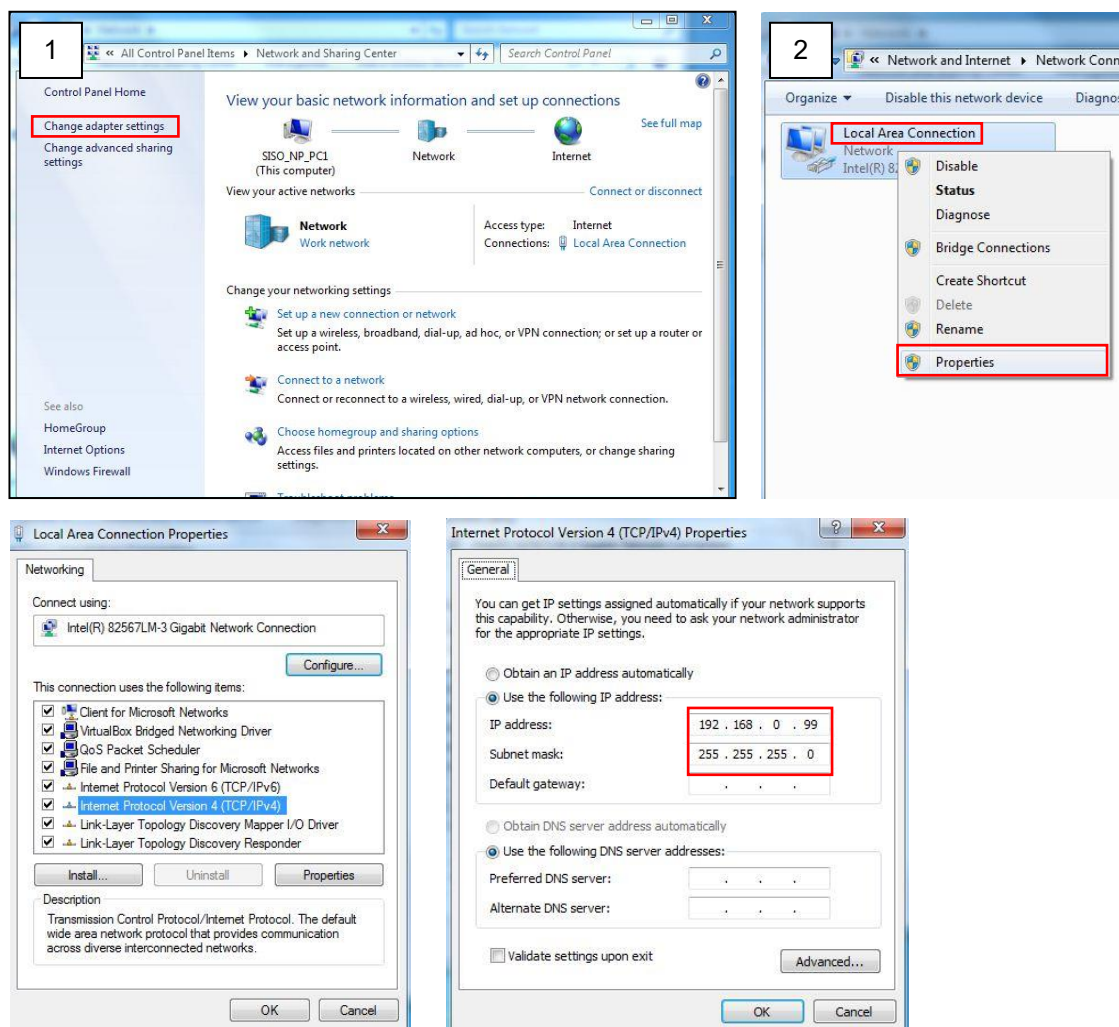 1
« All Control Panel Items ▸ Network and Sharing Center
Search Control Panel
Control Panel Home
Change adapter settings
Change advanced sharing
settings
See also
HomeGroup
Internet Options
Windows Firewall
View your basic network information and set up connections
See full map
SISO_NP_PC1
(This computer)
Network
Internet
View your active networks
Connect or disconnect
Network
Work network
Access type: Internet
Connections: Local Area Connection
Change your networking settings
Set up a new connection or network
Set up a wireless, broadband, dial-up, ad hoc, or VPN connection; or set up a router or
access point.
Connect to a network
Connect or reconnect to a wireless, wired, dial-up, or VPN network connection.
Choose homegroup and sharing options
Access files and printers located on other network computers, or change sharing
settings.
Troubleshoot problems
2
« Network and Internet ▸ Network Conn
Organize Disable this network device Diagnos
Local Area Connection
Network
Intel(R) 8
Disable
Status
Diagnose
Bridge Connections
Create Shortcut
Delete
Rename
Properties
Local Area Connection Properties
Networking
Connect using:
Intel(R) 82567LM-3 Gigabit Network Connection
Configure...
This connection uses the following items:
Client for Microsoft Networks
VirtualBox Bridged Networking Driver
QoS Packet Scheduler
File and Printer Sharing for Microsoft Networks
Internet Protocol Version 6 (TCP/IPv6)
Internet Protocol Version 4 (TCP/IPv4)
Link-Layer Topology Discovery Mapper I/O Driver
Link-Layer Topology Discovery Responder
Install... Uninstall Properties
Description
Transmission Control Protocol/Internet Protocol. The default
wide area network protocol that provides communication
across diverse interconnected networks.
OK Cancel
Internet Protocol Version 4 (TCP/IPv4) Properties
General
You can get IP settings assigned automatically if your network supports
this capability. Otherwise, you need to ask your network administrator
for the appropriate IP settings.
Obtain an IP address automatically
Use the following IP address:
IP address: 192 . 168 . 0 . 99
Subnet mask: 255 . 255 . 255 . 0
Default gateway: . . .
Obtain DNS server address automatically
Use the following DNS server addresses:
Preferred DNS server: . . .
Alternate DNS server: . . .
Validate settings upon exit
Advanced...
OK Cancel